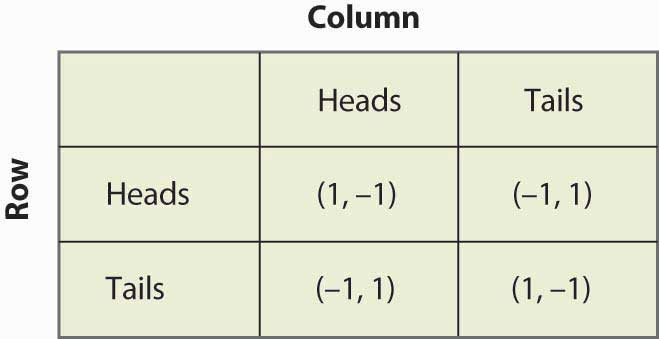 Column
Heads Tails
Row
Heads (1, –1) (–1, 1)
Tails (–1, 1) (1, –1)